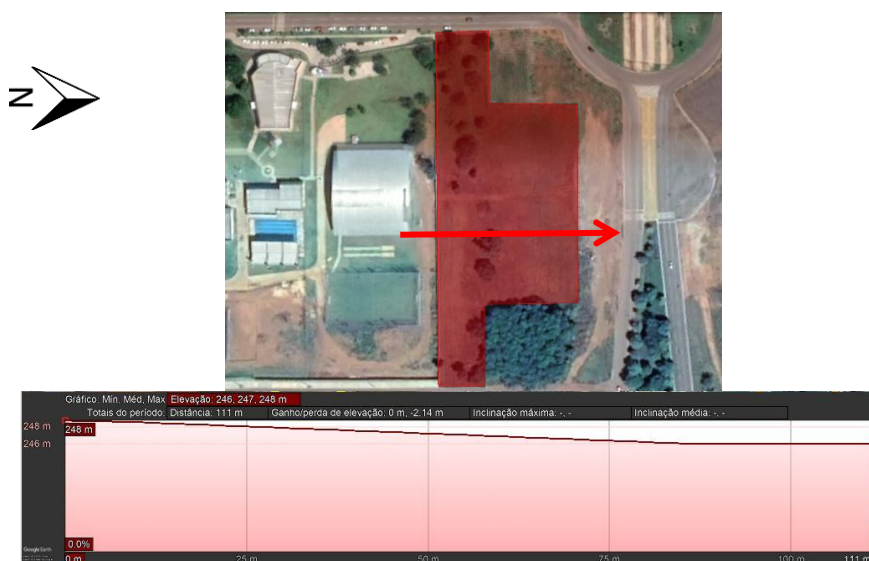 N
Gráfico: Mín. Méd, Max Elevação: 246, 247, 248 m
Totais do período: Distância: 111 m Ganho/perda de elevação: 0 m, -2.14 m Inclinação máxima: -, - Inclinação média: -, -
248 m
248 m
246 m
Google Earth
0.0%
0 m 25 m 50 m 75 m 100 m 111 m